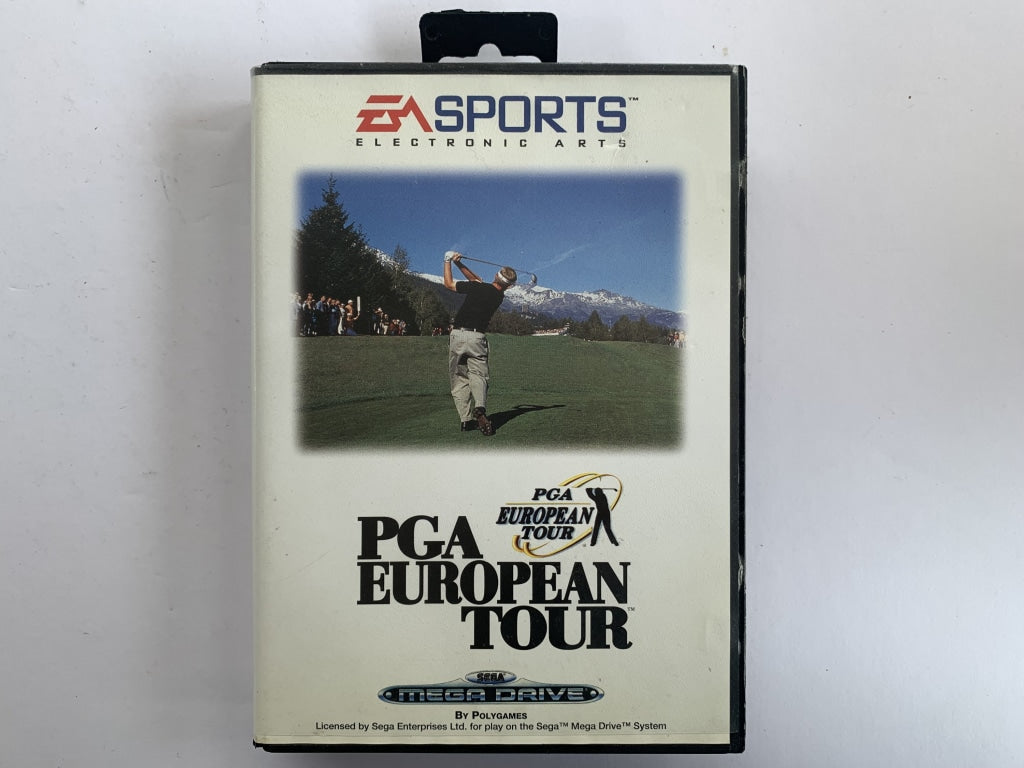 EA SPORTS™
ELECTRONIC ARTS
PGA
EUROPEAN
TOUR
PGA
EUROPEAN
TOUR™
SEGA
MEGA DRIVE
BY POLYGAMES
Licensed by Sega Enterprises Ltd. for play on the Sega™ Mega Drive™ System